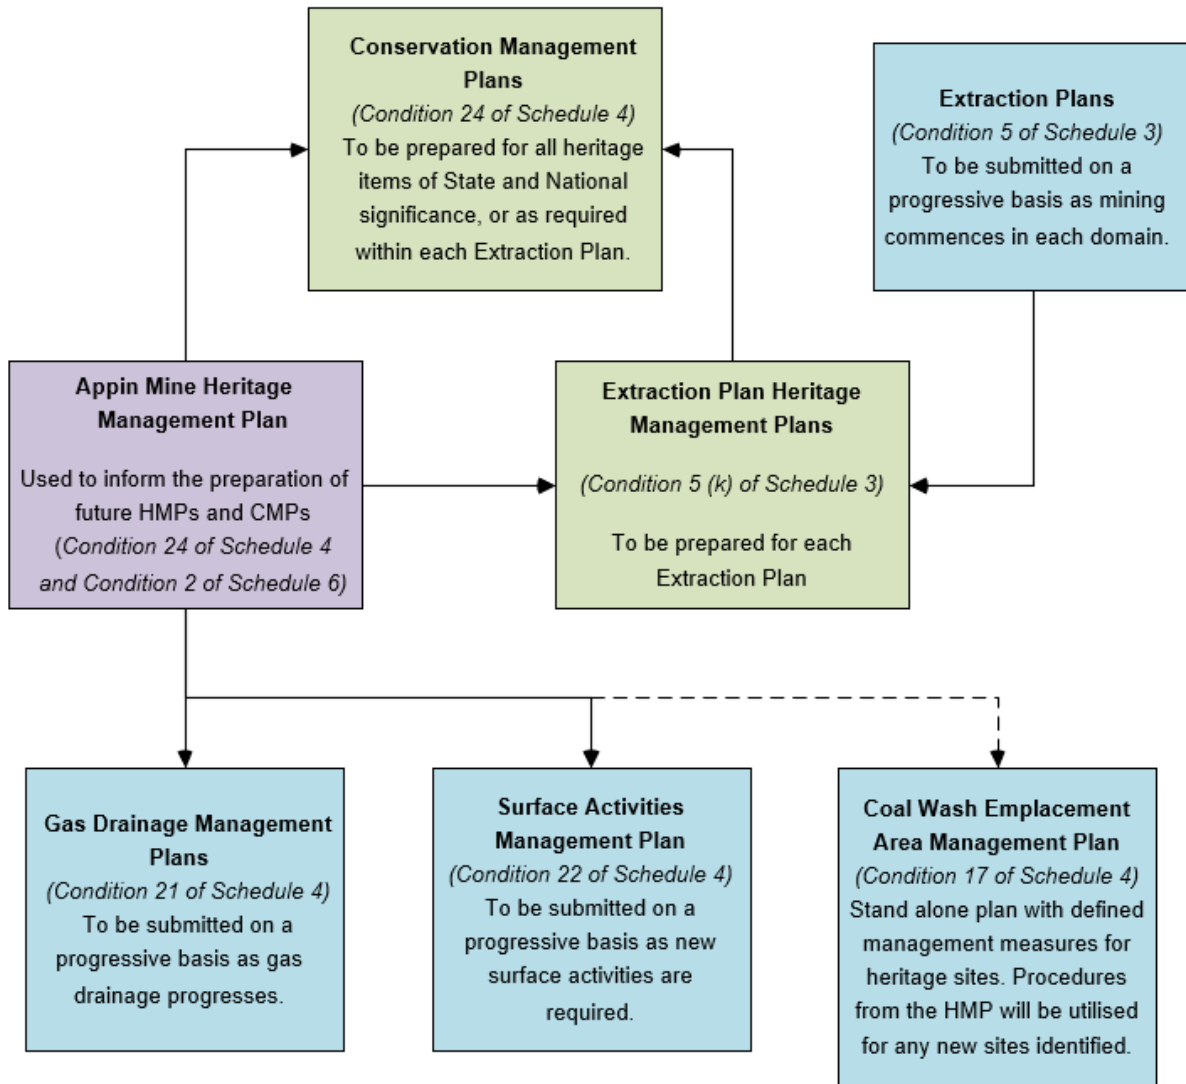 Conservation Management
Plans
(Condition 24 of Schedule 4)
To be prepared for all heritage
items of State and National
significance, or as required
within each Extraction Plan.
Extraction Plans
(Condition 5 of Schedule 3)
To be submitted on a
progressive basis as mining
commences in each domain.
Appin Mine Heritage
Management Plan
Used to inform the preparation of
future HMPs and CMPs
(Condition 24 of Schedule 4
and Condition 2 of Schedule 6)
Extraction Plan Heritage
Management Plans
(Condition 5 (k) of Schedule 3)
To be prepared for each
Extraction Plan
Gas Drainage Management
Plans
(Condition 21 of Schedule 4)
To be submitted on a
progressive basis as gas
drainage progresses.
Surface Activities
Management Plan
(Condition 22 of Schedule 4)
To be submitted on a
progressive basis as new
surface activities are
required.
Coal Wash Emplacement
Area Management Plan
(Condition 17 of Schedule 4)
Stand alone plan with defined
management measures for
heritage sites. Procedures
from the HMP will be utilised
for any new sites identified.